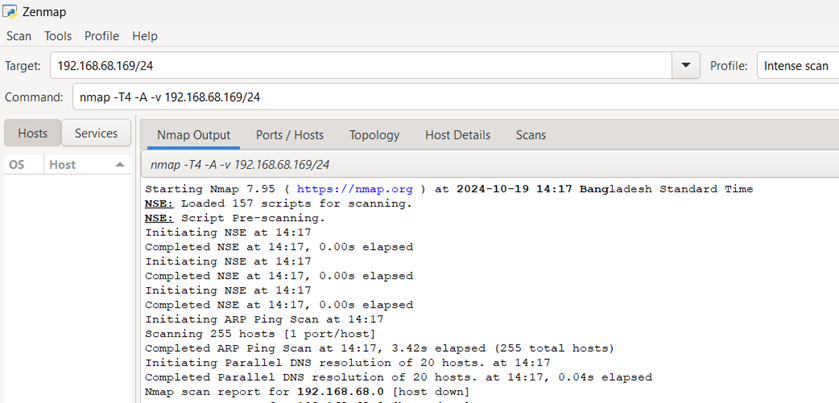 Zenmap
Scan Tools Profile Help
Target: 192.168.68.169/24 Profile: Intense scan
Command: nmap -T4 -A -v 192.168.68.169/24
Hosts Services Nmap Output Ports / Hosts Topology Host Details Scans
OS Host nmap -T4 -A -v 192.168.68.169/24
Starting Nmap 7.95 ( https://nmap.org ) at 2024-10-19 14:17 Bangladesh Standard Time
NSE: Loaded 157 scripts for scanning.
NSE: Script Pre-scanning.
Initiating NSE at 14:17
Completed NSE at 14:17, 0.00s elapsed
Initiating NSE at 14:17
Completed NSE at 14:17, 0.00s elapsed
Initiating NSE at 14:17
Completed NSE at 14:17, 0.00s elapsed
Initiating ARP Ping Scan at 14:17
Scanning 255 hosts [1 port/host]
Completed ARP Ping Scan at 14:17, 3.42s elapsed (255 total hosts)
Initiating Parallel DNS resolution of 20 hosts. at 14:17
Completed Parallel DNS resolution of 20 hosts. at 14:17, 0.04s elapsed
Nmap scan report for 192.168.68.0 [host down]